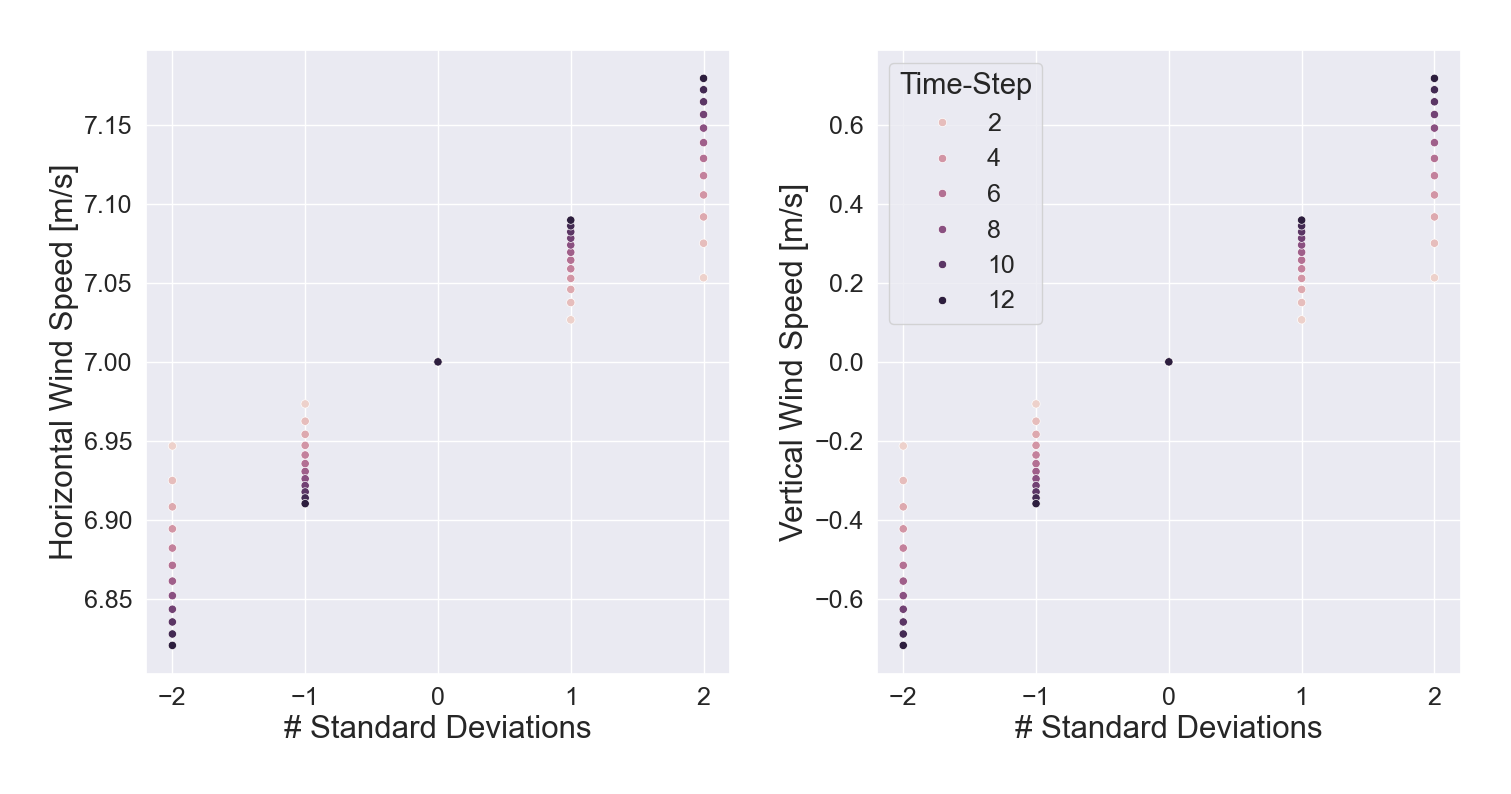 Horizontal Wind Speed [m/s]
7.15
7.10
7.05
7.00
6.95
6.90
6.85
−2 −1 0 1 2
# Standard Deviations
Vertical Wind Speed [m/s]
0.6
0.4
0.2
0.0
−0.2
−0.4
−0.6
Time-Step
2
4
6
8
10
12
−2 −1 0 1 2
# Standard Deviations